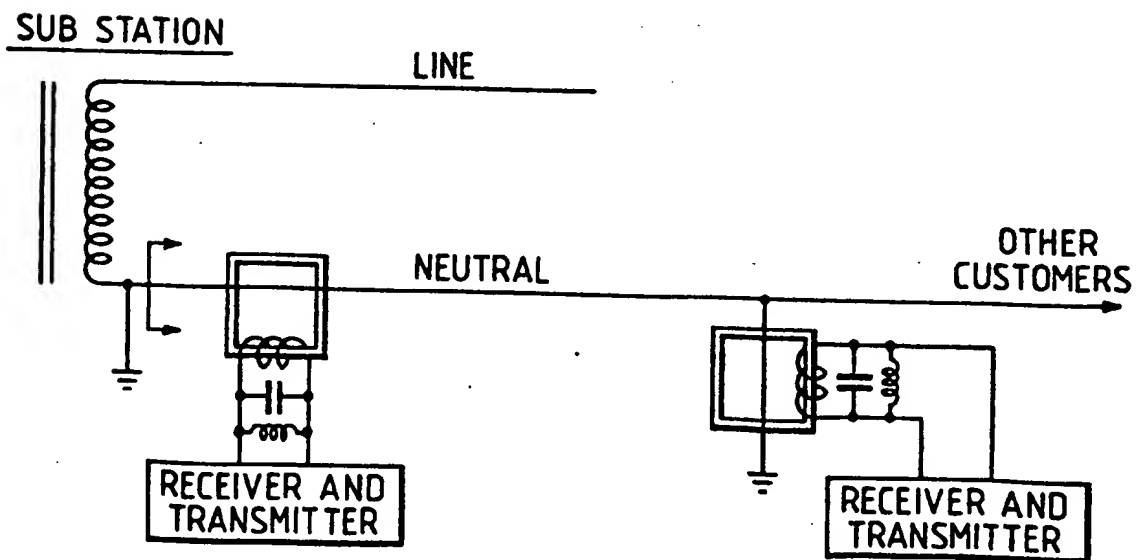 SUB STATION
LINE
NEUTRAL
OTHER
CUSTOMERS
RECEIVER AND
TRANSMITTER
RECEIVER AND
TRANSMITTER